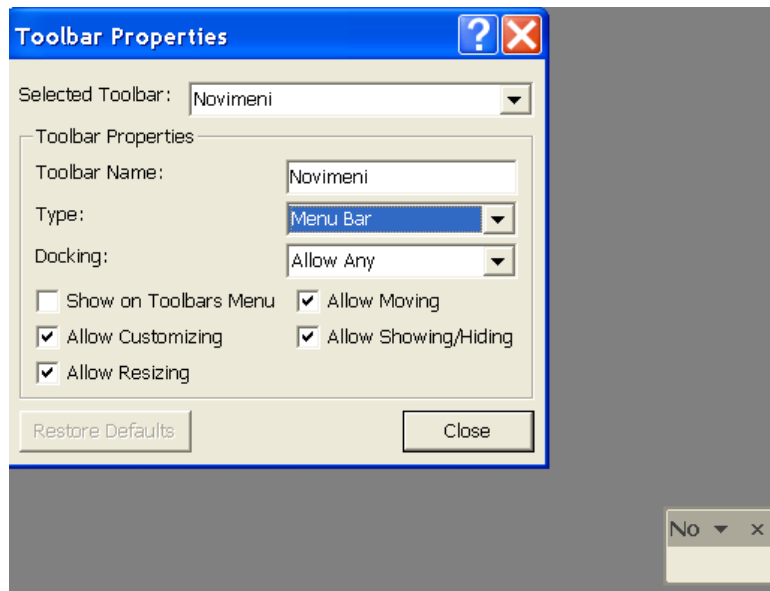 Toolbar Properties
Selected Toolbar: Novimeni
Toolbar Properties
Toolbar Name: Novimeni
Type: Menu Bar
Docking: Allow Any
Show on Toolbars Menu Allow Moving
Allow Customizing Allow Showing/Hiding
Allow Resizing
Restore Defaults Close
No